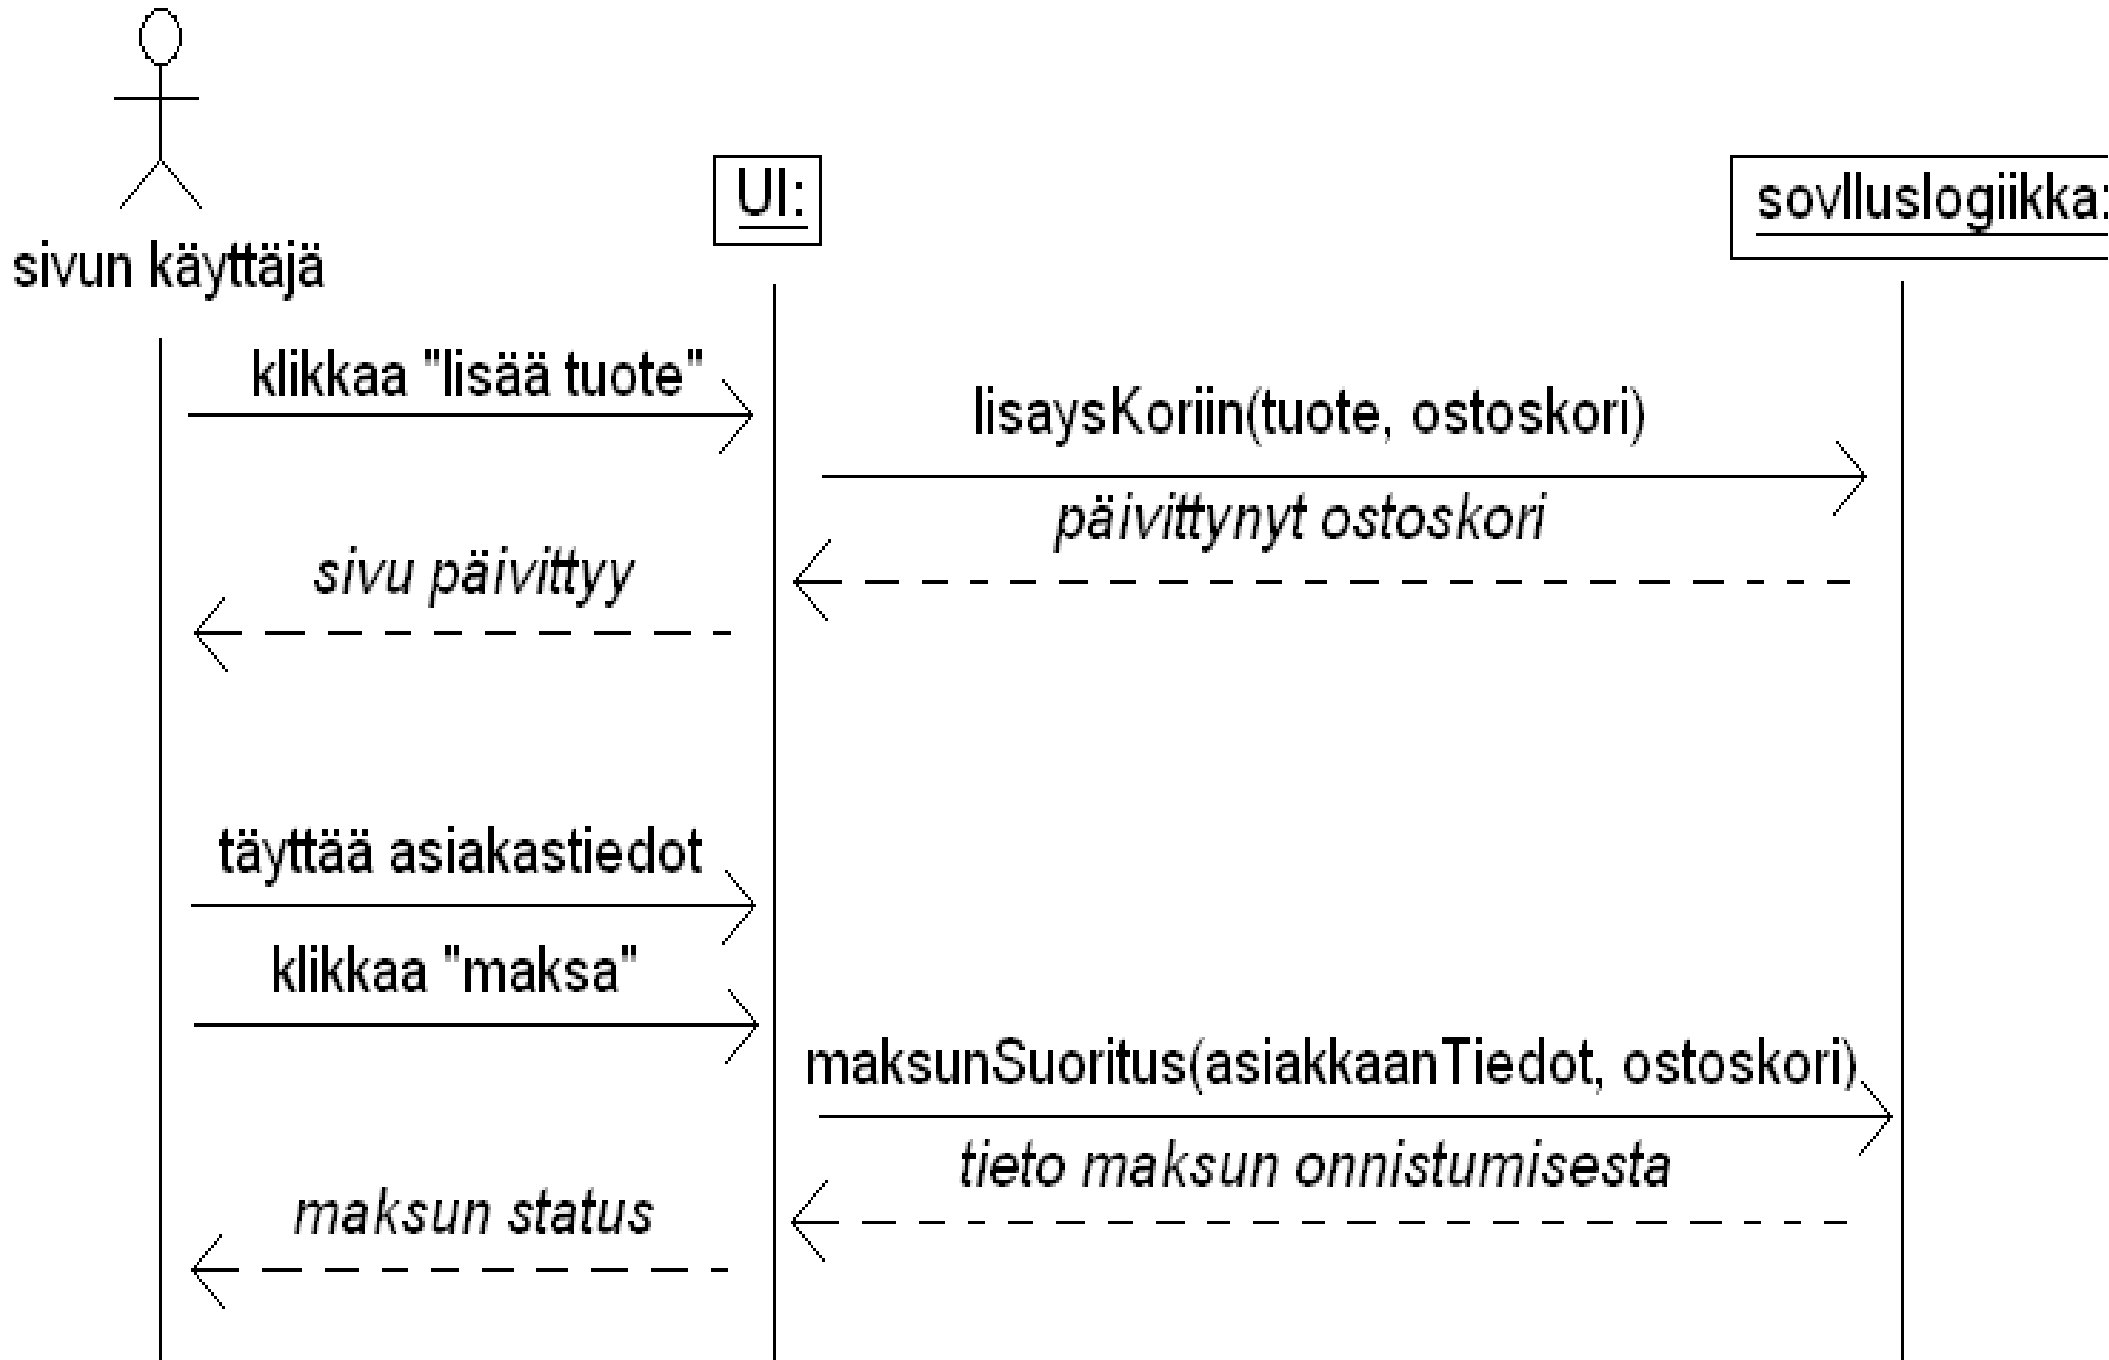 UI:
sovlluslogiikka:
sivun käyttäjä
klikkaa "lisää tuote"
lisaysKoriin(tuote, ostoskori)
päivittynyt ostoskori
sivu päivittyy
täyttää asiakastiedot
klikkaa "maksa"
maksunSuoritus(asiakkaanTiedot, ostoskori)
tieto maksun onnistumisesta
maksun status